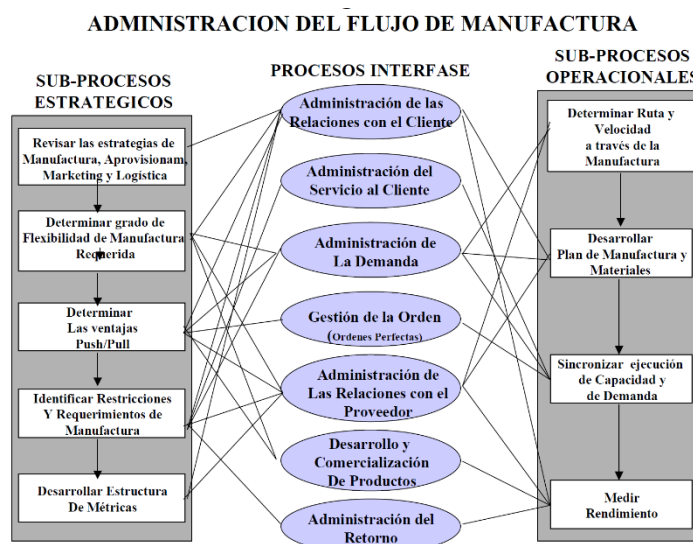 ADMINISTRACION DEL FLUJO DE MANUFACTURA
SUB-PROCESOS
ESTRATEGICOS
Revisar las estrategias de
Manufactura, Aprovisionam,
Marketing y Logística
Determinar grado de
Flexibilidad de Manufactura
Requerida
Determinar
Las ventajas
Push/Pull
Identificar Restricciones
Y Requerimientos de
Manufactura
Desarrollar Estructura
De Métricas
PROCESOS INTERFASE
Administración de las
Relaciones con el Cliente
Administración del
Servicio al Cliente
Administración de
La Demanda
Gestión de la Orden
(Ordenes Perfectas)
Administración de
Las Relaciones con el
Proveedor
Desarrollo y
Comercialización
De Productos
Administración del
Retorno
SUB-PROCESOS
OPERACIONALES
Determinar Ruta y
Velocidad
a través de la
Manufactura
Desarrollar
Plan de Manufactura y
Materiales
Sincronizar ejecución
de Capacidad y
de Demanda
Medir
Rendimiento